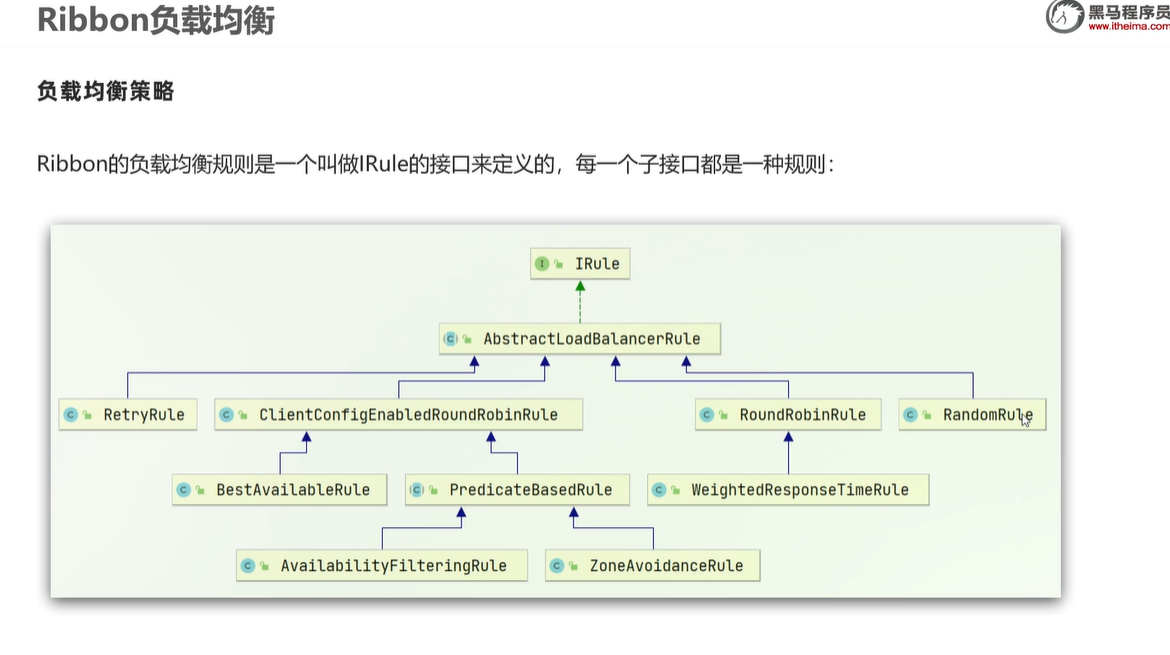 Ribbon负载均衡
黑马程序员
www.itheima.com
负载均衡策略
Ribbon的负载均衡规则是一个叫做IRule的接口来定义的，每一个子接口都是一种规则：
I IRule
C AbstractLoadBalancerRule
C RetryRule
C ClientConfigEnabledRoundRobinRule
C RoundRobinRule
C RandomRule
C BestAvailableRule
C PredicateBasedRule
C WeightedResponseTimeRule
C AvailabilityFilteringRule
C ZoneAvoidanceRule